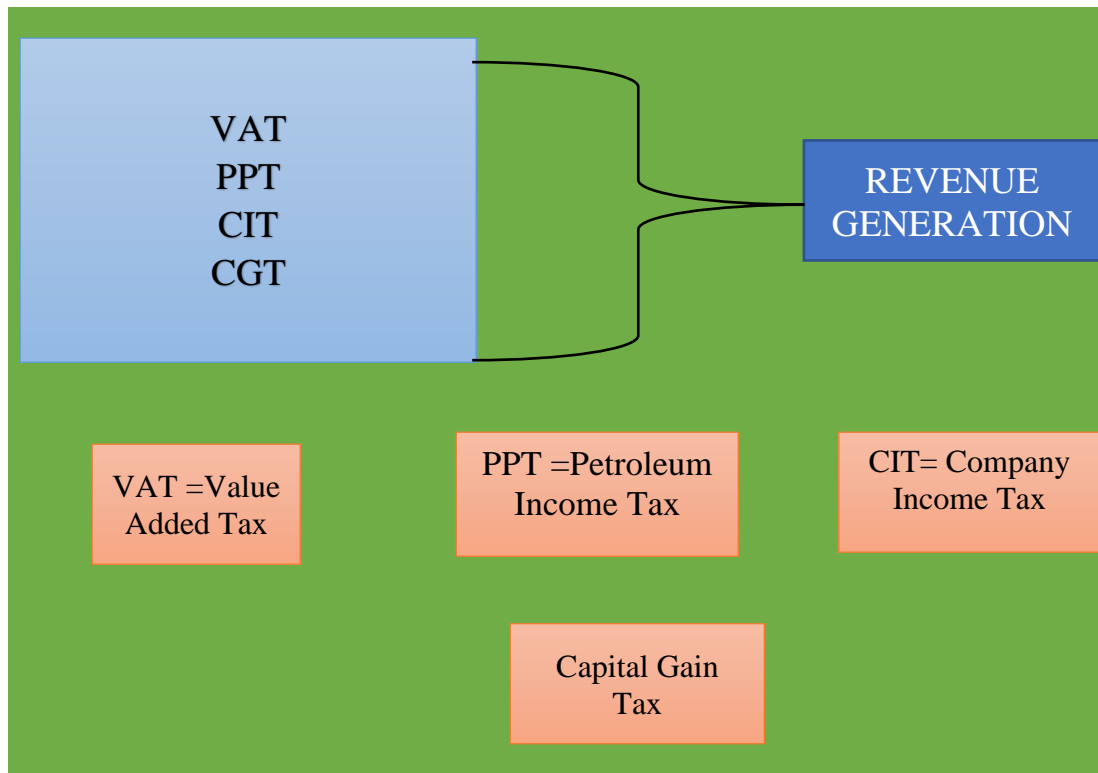 VAT
PPT
CIT
CGT
REVENUE
GENERATION
VAT =Value
Added Tax
PPT =Petroleum
Income Tax
CIT= Company
Income Tax
Capital Gain
Tax